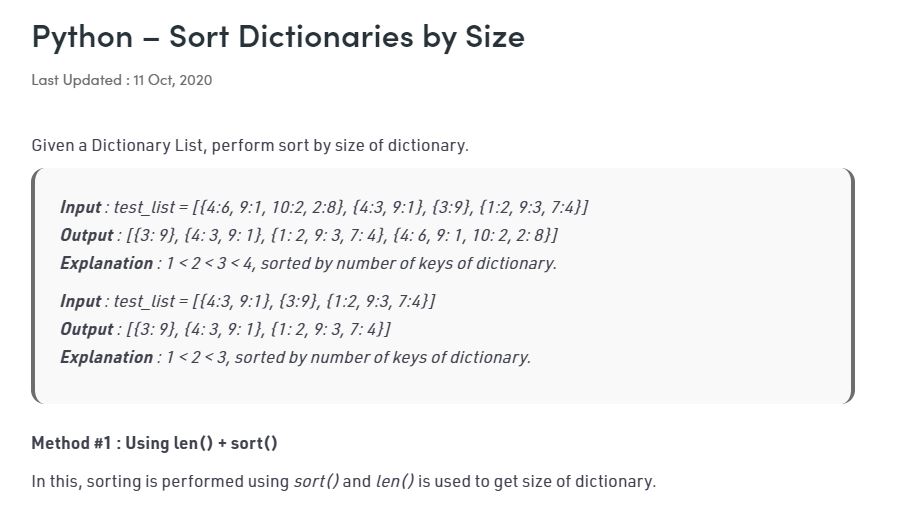 Python – Sort Dictionaries by Size
Last Updated : 11 Oct, 2020
Given a Dictionary List, perform sort by size of dictionary.
Input : test_list = [{4:6, 9:1, 10:2, 2:8}, {4:3, 9:1}, {3:9}, {1:2, 9:3, 7:4}]
Output : [{3: 9}, {4: 3, 9: 1}, {1: 2, 9: 3, 7: 4}, {4: 6, 9: 1, 10: 2, 2: 8}]
Explanation : 1 < 2 < 3 < 4, sorted by number of keys of dictionary.
Input : test_list = [{4:3, 9:1}, {3:9}, {1:2, 9:3, 7:4}]
Output : [{3: 9}, {4: 3, 9: 1}, {1: 2, 9: 3, 7: 4}]
Explanation : 1 < 2 < 3, sorted by number of keys of dictionary.
Method #1 : Using len() + sort()
In this, sorting is performed using sort() and len() is used to get size of dictionary.